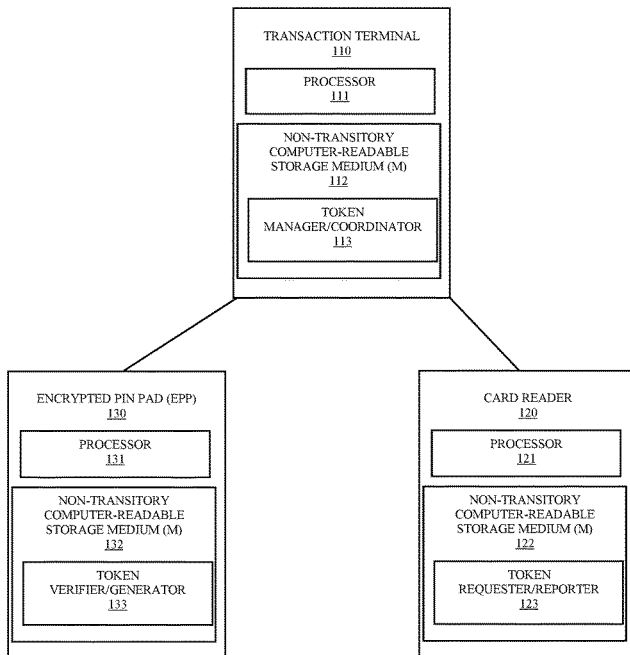 TRANSACTION TERMINAL
110
PROCESSOR
111
NON-TRANSITORY
COMPUTER-READABLE
STORAGE MEDIUM (M)
112
TOKEN
MANAGER/COORDINATOR
113
ENCRYPTED PIN PAD (EPP)
130
PROCESSOR
131
NON-TRANSITORY
COMPUTER-READABLE
STORAGE MEDIUM (M)
132
TOKEN
VERIFIER/GENERATOR
133
CARD READER
120
PROCESSOR
121
NON-TRANSITORY
COMPUTER-READABLE
STORAGE MEDIUM (M)
122
TOKEN
REQUESTER/REPORTER
123